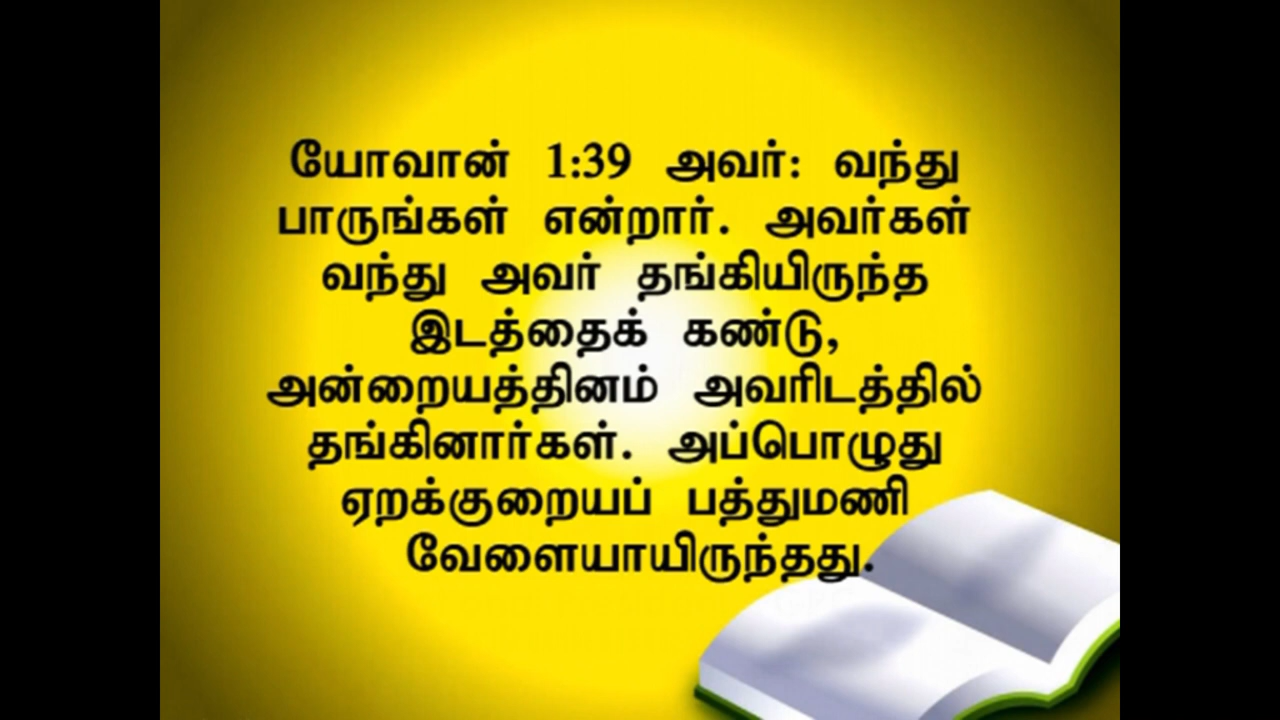 யோவான் 1:39 அவர்: வந்து
பாருங்கள் என்றார். அவர்கள்
வந்து அவர் தங்கியிருந்த
இடத்தைக் கண்டு,
அன்றையத்தினம் அவரிடத்தில்
தங்கினார்கள். அப்பொழுது
ஏறக்குறையப் பத்துமணி
வேளையாயிருந்தது.